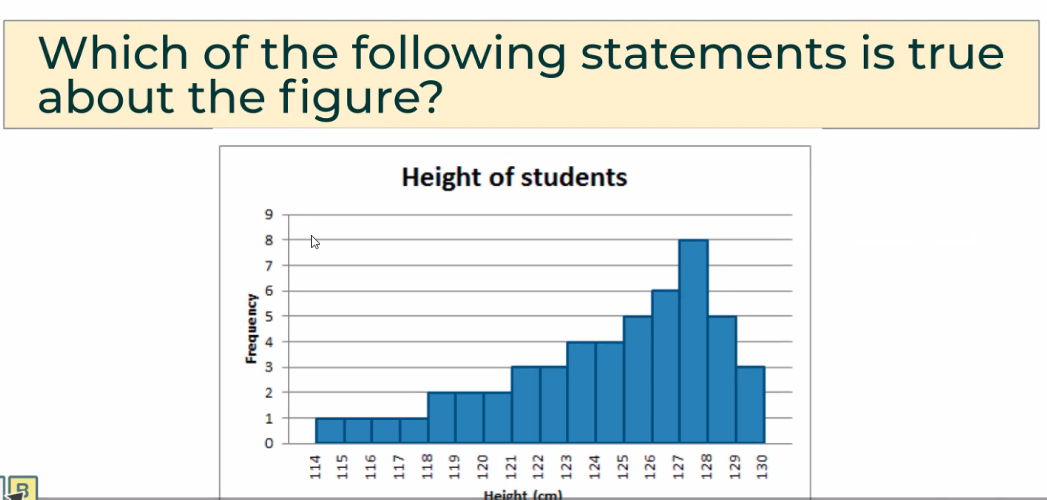 Which of the following statements is true
about the figure?
Height of students
9
8
7
6
5
4
3
2
1
0
Frequency
114 115 116 117 118 119 120 121 122 123 124 125 126 127 128 129 130
Height (cm)
B